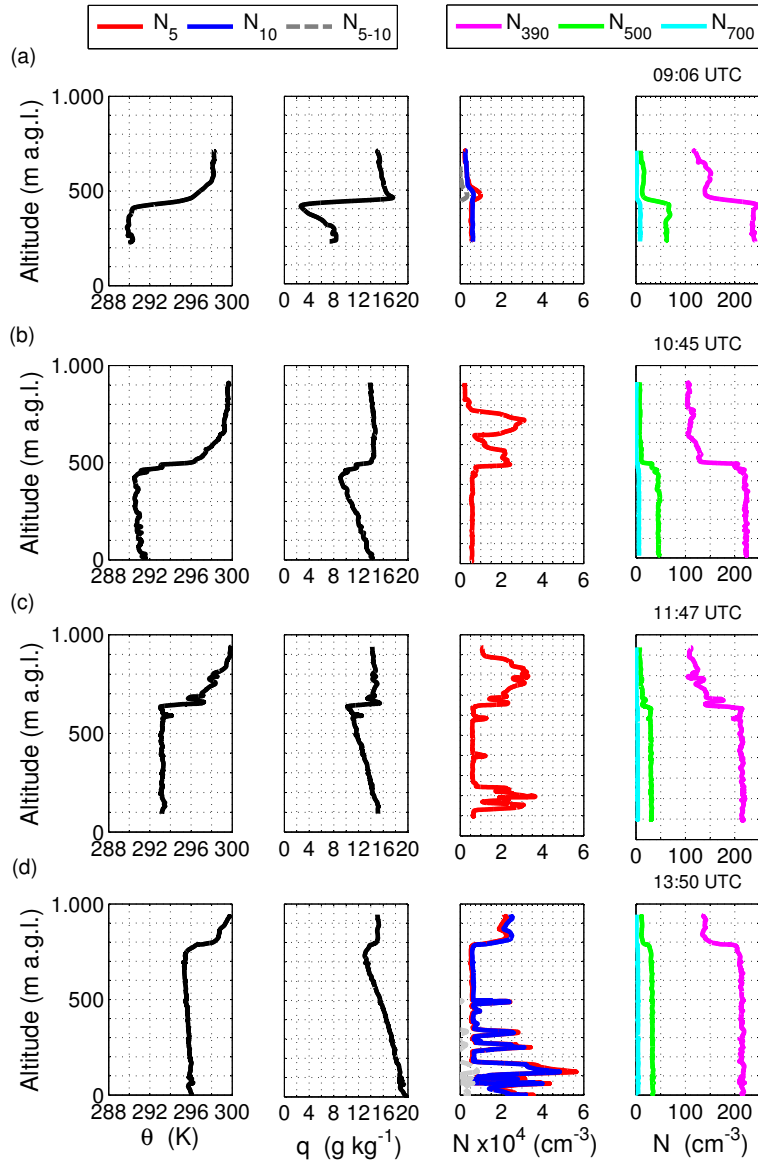 N5 N10 N5-10 N390 N500 N700
(a) 09:06 UTC
1.000
500
0
Altitude (m a.g.l.)
288 292 296 300 0 4 8 12 16 20 0 2 4 6 0 100 200
(b) 10:45 UTC
1.000
500
0
Altitude (m a.g.l.)
288 292 296 300 0 4 8 12 16 20 0 2 4 6 0 100 200
(c) 11:47 UTC
1.000
500
0
Altitude (m a.g.l.)
288 292 296 300 0 4 8 12 16 20 0 2 4 6 0 100 200
(d) 13:50 UTC
1.000
500
0
Altitude (m a.g.l.)
288 292 296 300 0 4 8 12 16 20 0 2 4 6 0 100 200
θ (K) q (g kg⁻¹) N x10⁴ (cm⁻³) N (cm⁻³)